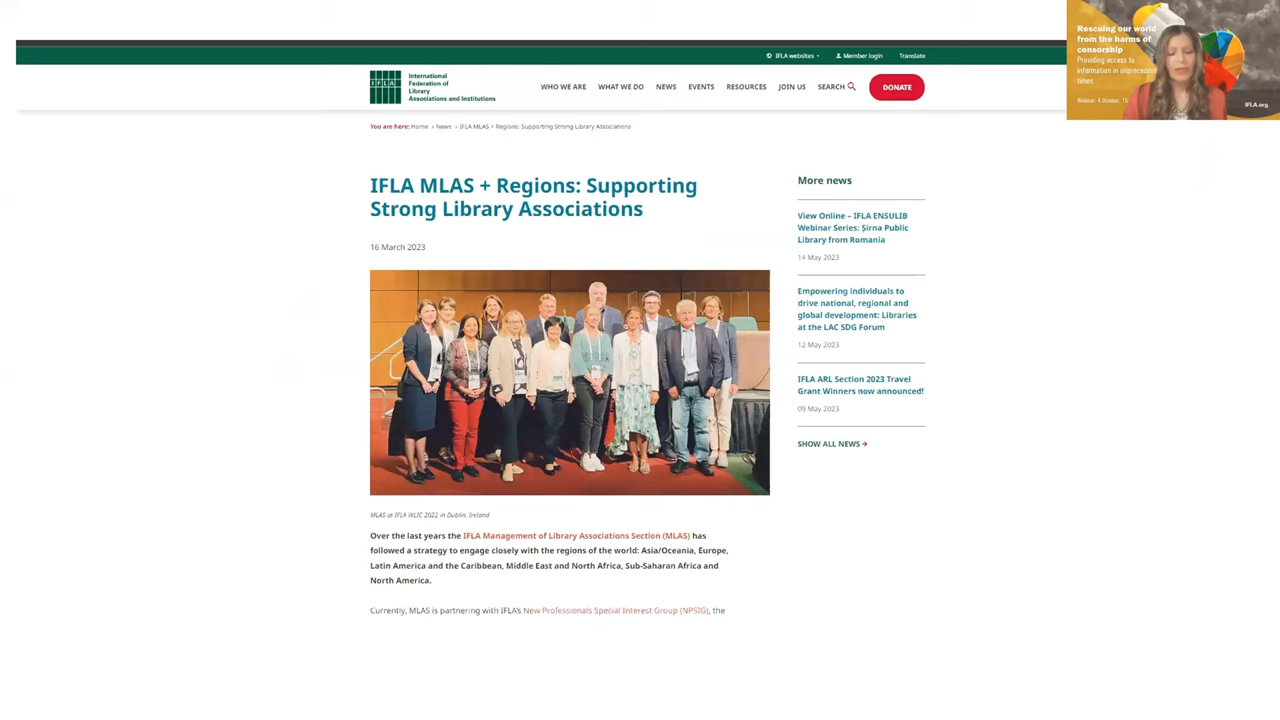 IFLA websites
Member login
Translate
IFLA
International
Federation of
Library
Associations and Institutions
WHO WE ARE
WHAT WE DO
NEWS
EVENTS
RESOURCES
JOIN US
SEARCH
DONATE
Rescuing our world
from the harms of
censorship
Providing access to
information in unprecedent
times
Webinar: 4 October, 15
IFLA.org
You are here: Home > News > IFLA MLAS + Regions: Supporting Strong Library Associations
IFLA MLAS + Regions: Supporting
Strong Library Associations
16 March 2023
MLAS at IFLA WLIC 2022 in Dublin, Ireland
Over the last years the IFLA Management of Library Associations Section (MLAS) has
followed a strategy to engage closely with the regions of the world: Asia/Oceania, Europe,
Latin America and the Caribbean, Middle East and North Africa, Sub-Saharan Africa and
North America.
Currently, MLAS is partnering with IFLA's New Professionals Special Interest Group (NPSIG), the
More news
View Online – IFLA ENSULIB
Webinar Series: Șirna Public
Library from Romania
14 May 2023
Empowering individuals to
drive national, regional and
global development: Libraries
at the LAC SDG Forum
12 May 2023
IFLA ARL Section 2023 Travel
Grant Winners now announced!
09 May 2023
SHOW ALL NEWS